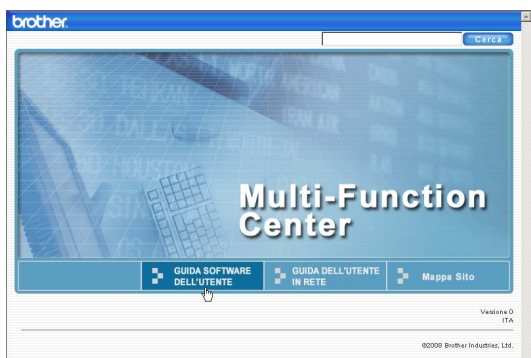 brother
Cerca
Multi-Function
Center
GUIDA SOFTWARE
DELL'UTENTE
GUIDA DELL'UTENTE
IN RETE
Mappa Sito
Versione 0
ITA
©2008 Brother Industries, Ltd.